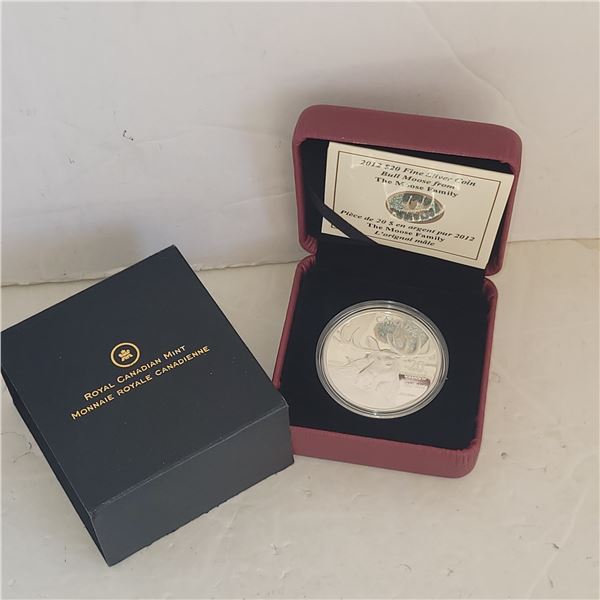 2012 $20 Fine Silver Coin
Bull Moose from
The Moose Family
Pièce de 20 $ en argent pur 2012
The Moose Family
L'orignal mâle
CANADA
ROYAL CANADIAN MINT
MONNAIE ROYALE CANADIENNE